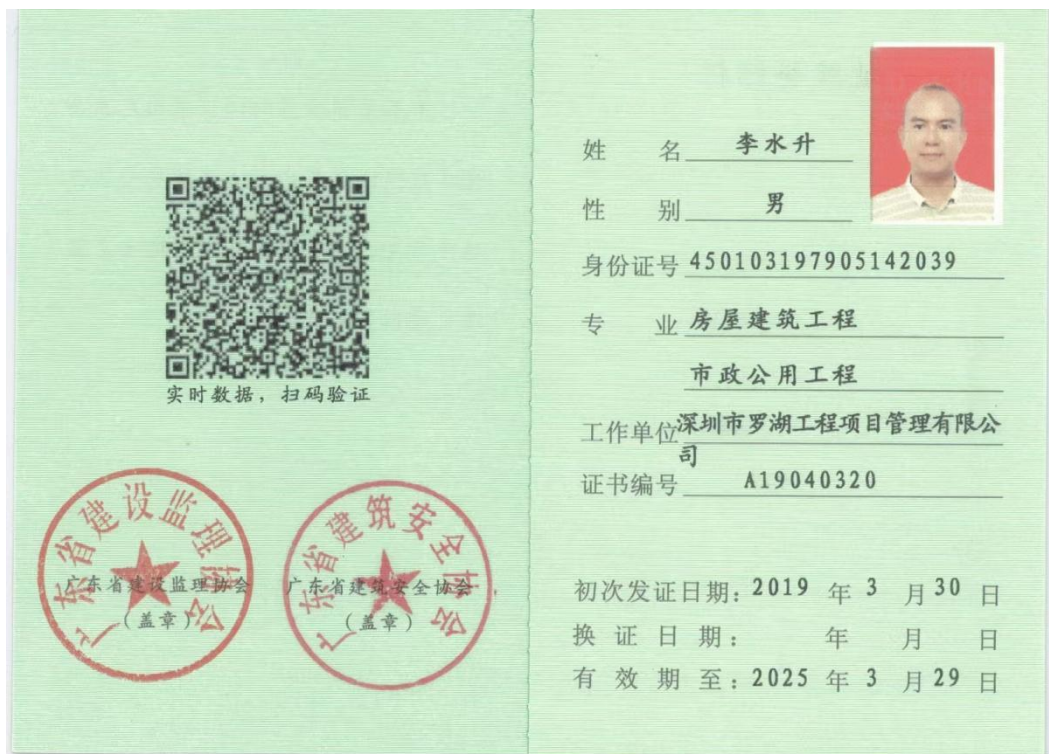 实时数据，扫码验证
广东省建设监理协会
广东省建设监理协会
（盖章）
广东省建筑安全协会
广东省建筑安全协会
（盖章）
姓 名 李水升
性 别 男
身份证号 450103197905142039
专 业 房屋建筑工程
市政公用工程
工作单位 深圳市罗湖工程项目管理有限公
司
证书编号 A19040320
初次发证日期：2019 年 3 月 30 日
换 证 日 期： 年 月 日
有 效 期 至：2025 年 3 月 29 日